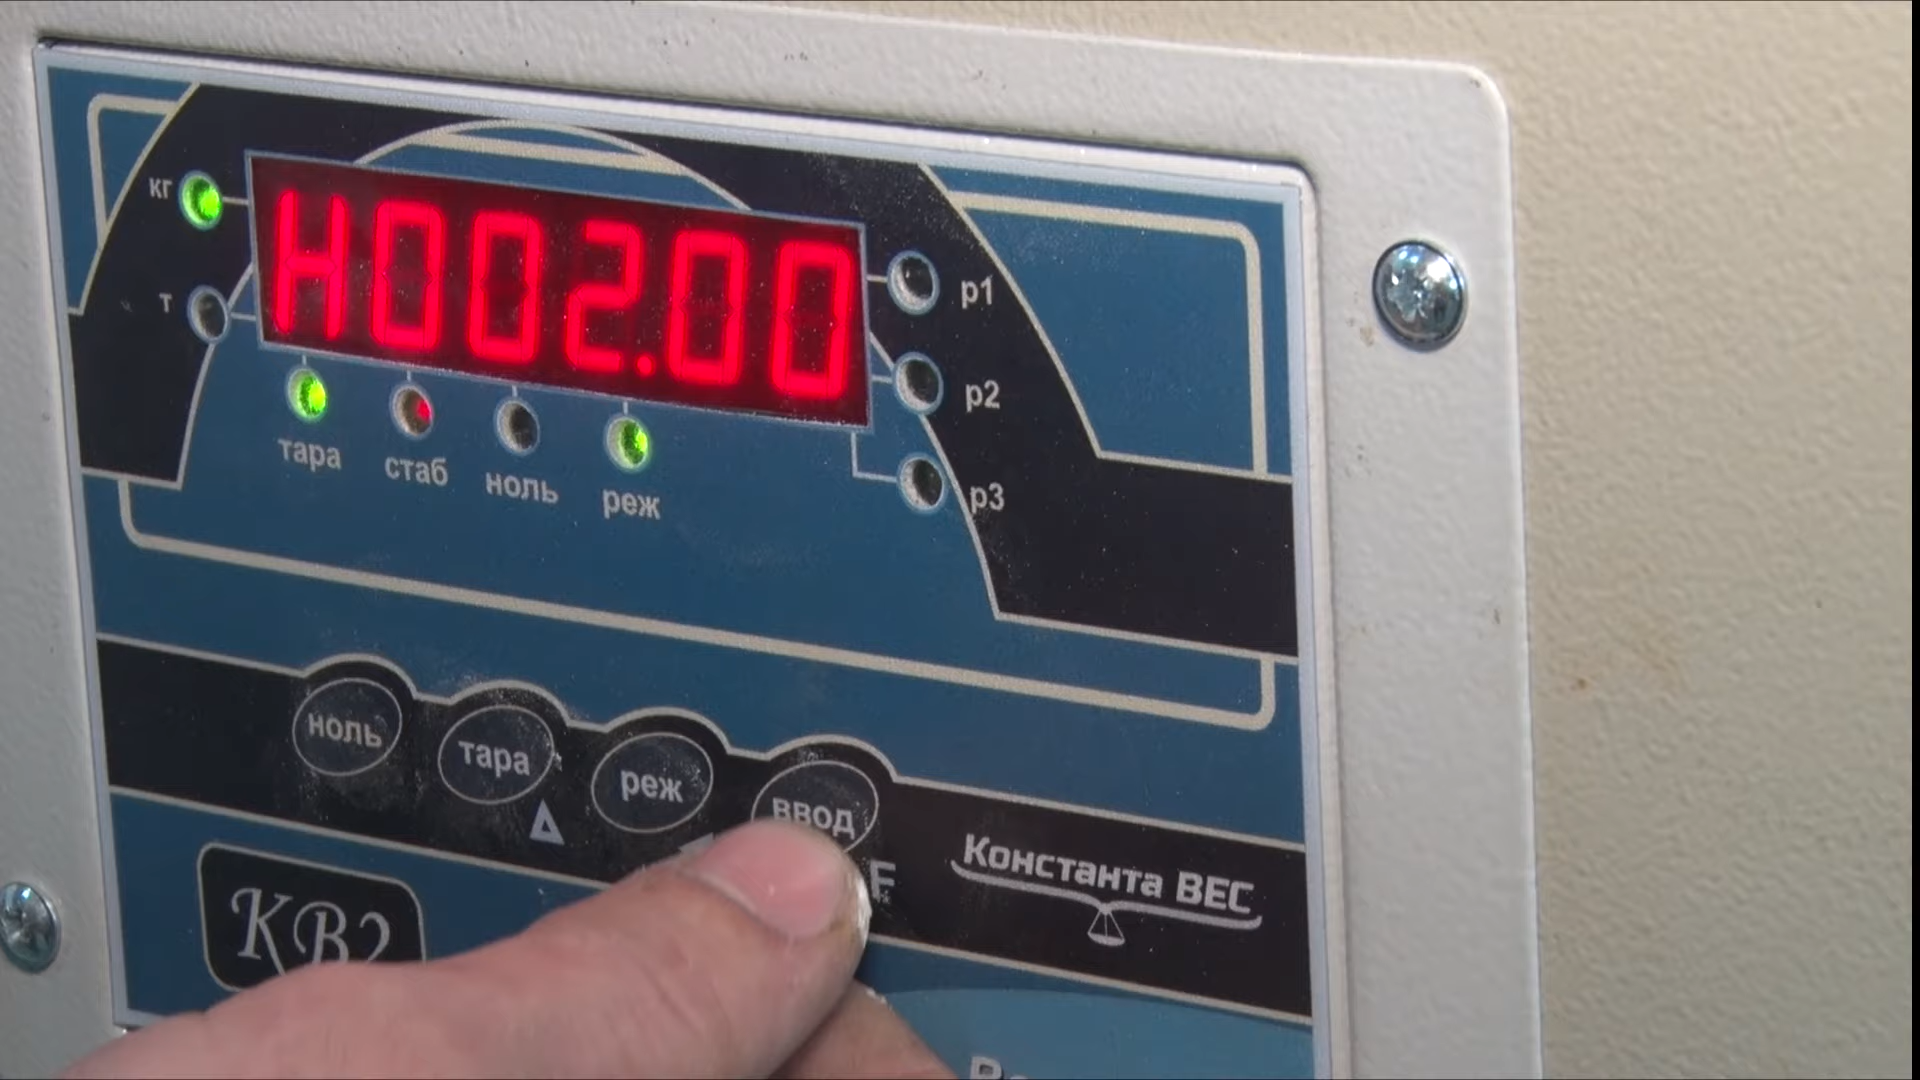 кг
H002.00
т
р1
р2
р3
тара стаб ноль реж
ноль тара реж ввод
Константа ВЕС
КВ2